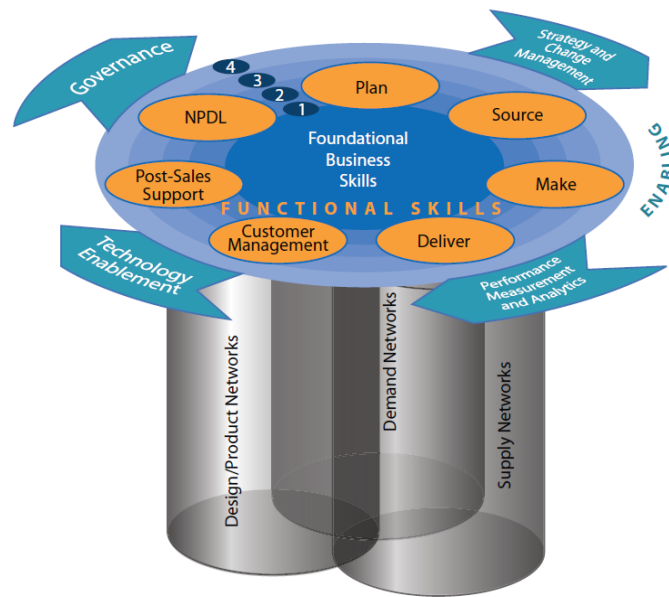 Governance
Strategy and
Change
Management
4
3
2
1
Plan
NPDL
Source
Foundational
Business
Skills
ENABLING
Post-Sales
Support
Make
FUNCTIONAL SKILLS
Customer
Management
Deliver
Technology
Enablement
Performance
Measurement
and Analytics
Design/Product Networks
Demand Networks
Supply Networks